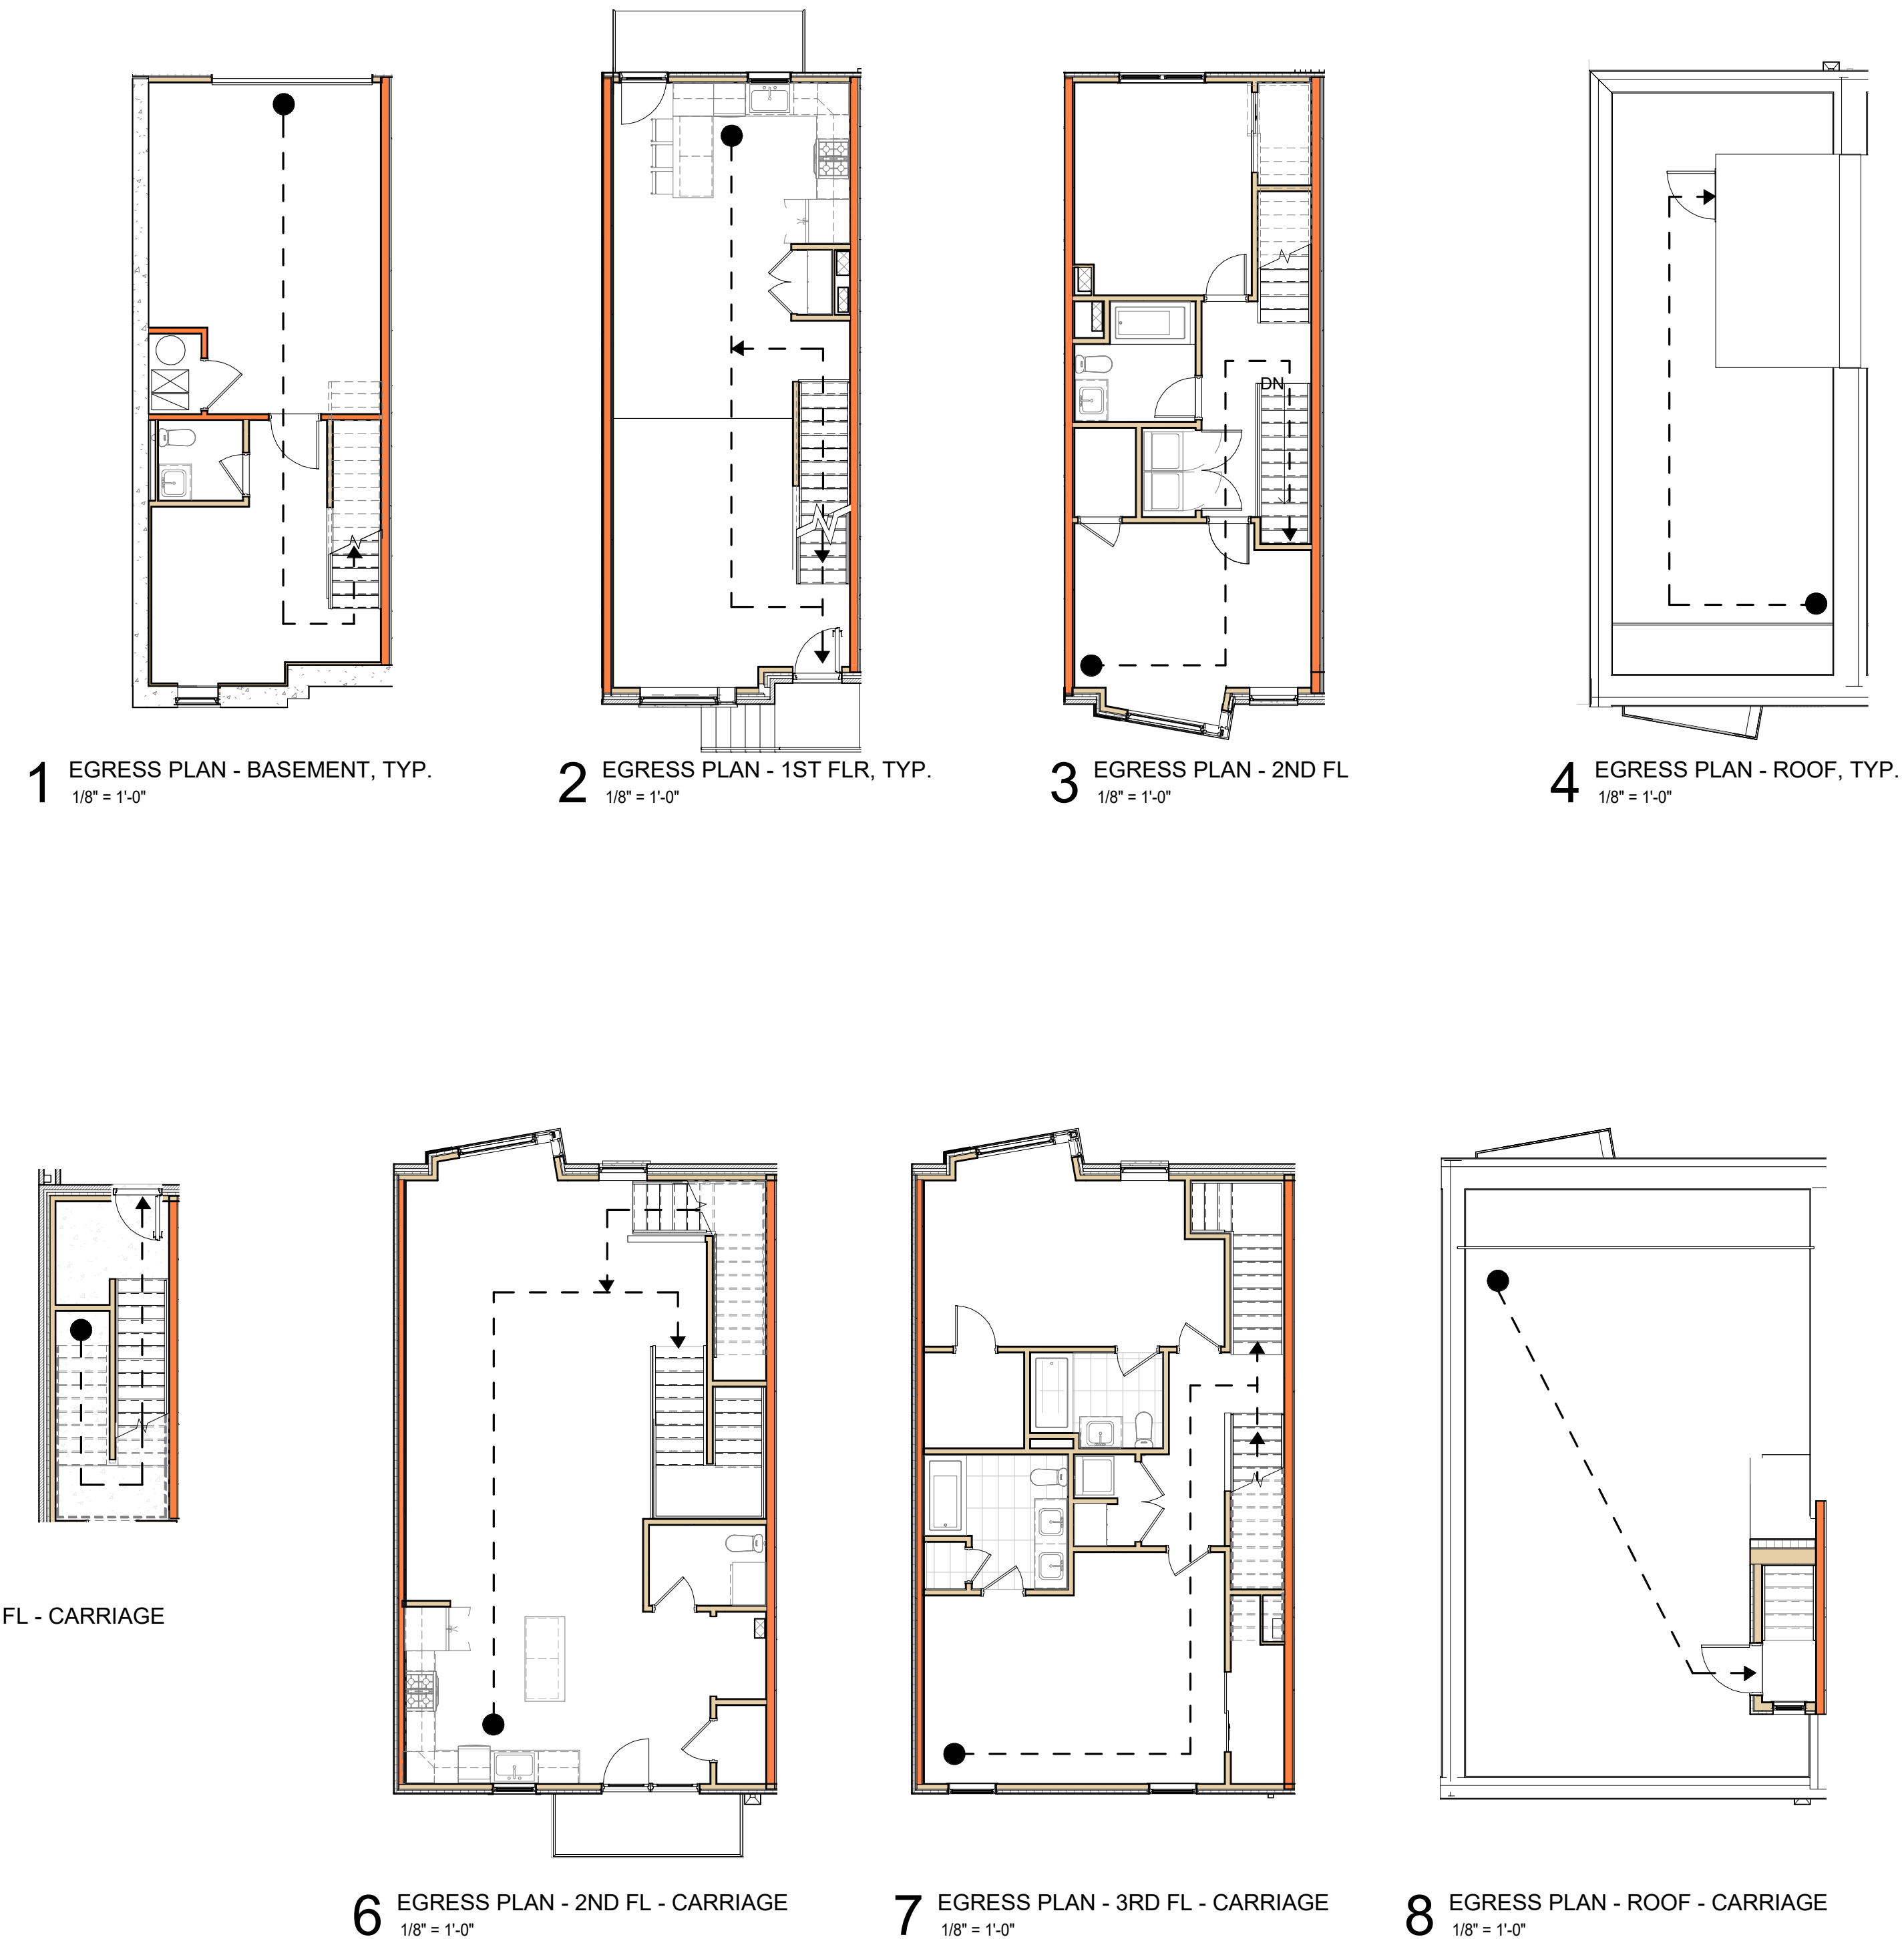 DN
1 EGRESS PLAN - BASEMENT, TYP.
1/8" = 1'-0"
2 EGRESS PLAN - 1ST FLR, TYP.
1/8" = 1'-0"
3 EGRESS PLAN - 2ND FL
1/8" = 1'-0"
4 EGRESS PLAN - ROOF, TYP.
1/8" = 1'-0"
FL - CARRIAGE
6 EGRESS PLAN - 2ND FL - CARRIAGE
1/8" = 1'-0"
7 EGRESS PLAN - 3RD FL - CARRIAGE
1/8" = 1'-0"
8 EGRESS PLAN - ROOF - CARRIAGE
1/8" = 1'-0"